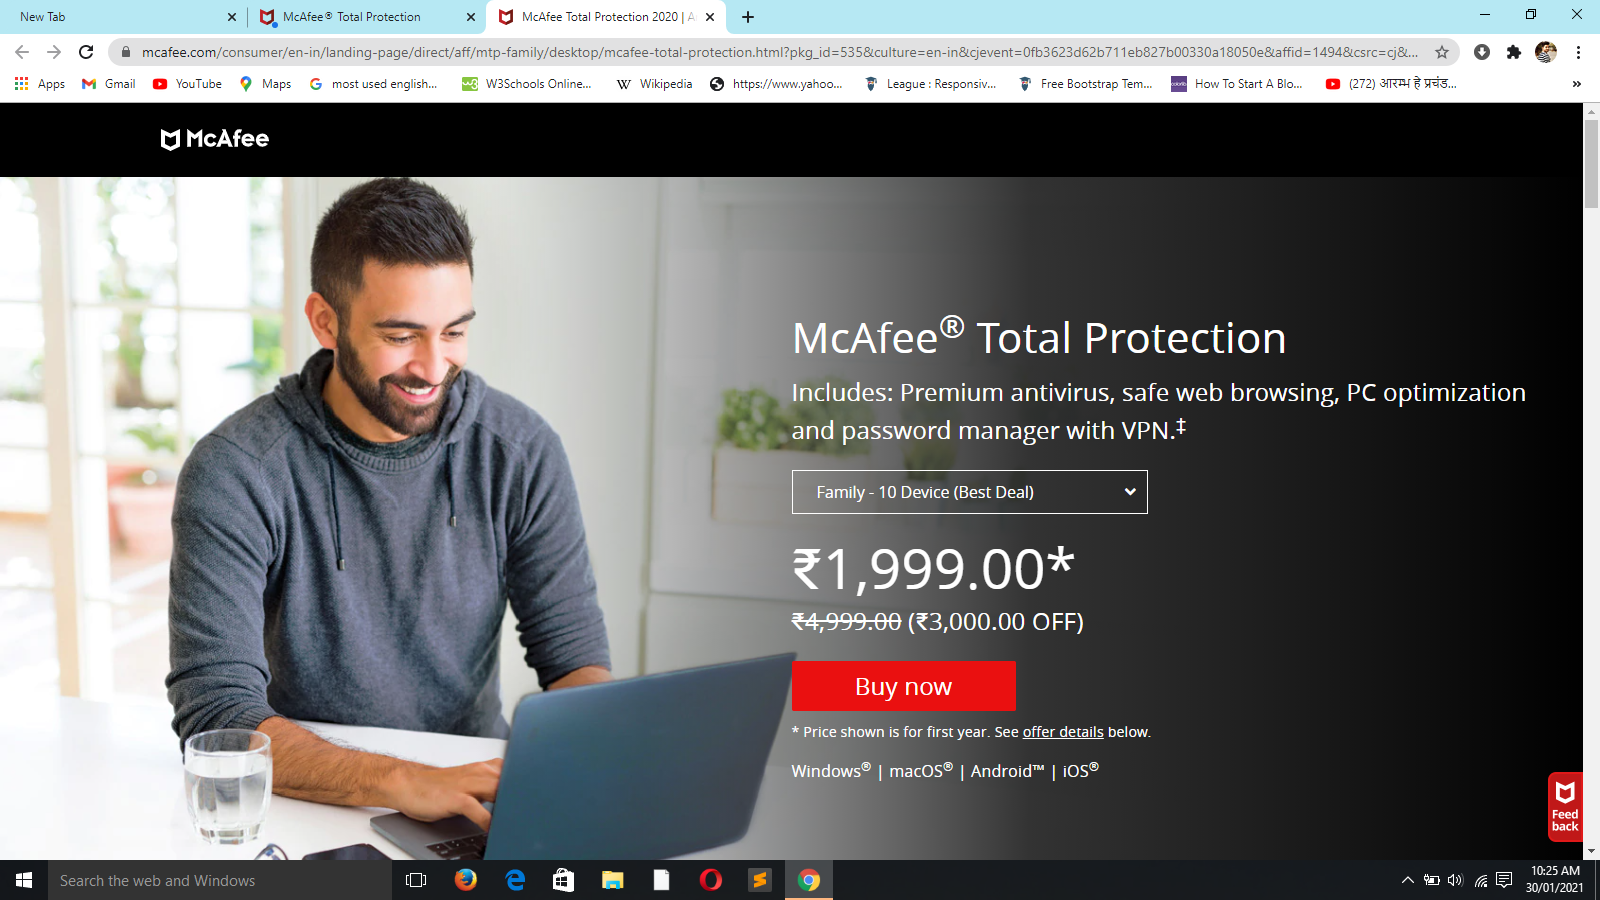 New Tab
McAfee® Total Protection
McAfee Total Protection 2020 |
mcafee.com/consumer/en-in/landing-page/direct/aff/mtp-family/desktop/mcafee-total-protection.html?pkg_id=535&culture=en-in&cjevent=0fb3623d62b711eb827b00330a18050e&affid=1494&csrc=cj&...
Apps Gmail YouTube Maps most used english... W3Schools Online... Wikipedia https://www.yahoo... League : Responsiv... Free Bootstrap Tem... How To Start A Blo... (272) आरम्भ है प्रचंड...
McAfee
McAfee® Total Protection
Includes: Premium antivirus, safe web browsing, PC optimization
and password manager with VPN.‡
Family - 10 Device (Best Deal)
₹1,999.00*
₹4,999.00 (₹3,000.00 OFF)
Buy now
* Price shown is for first year. See offer details below.
Windows® | macOS® | Android™ | iOS®
Feed
back
Search the web and Windows
10:25 AM
30/01/2021